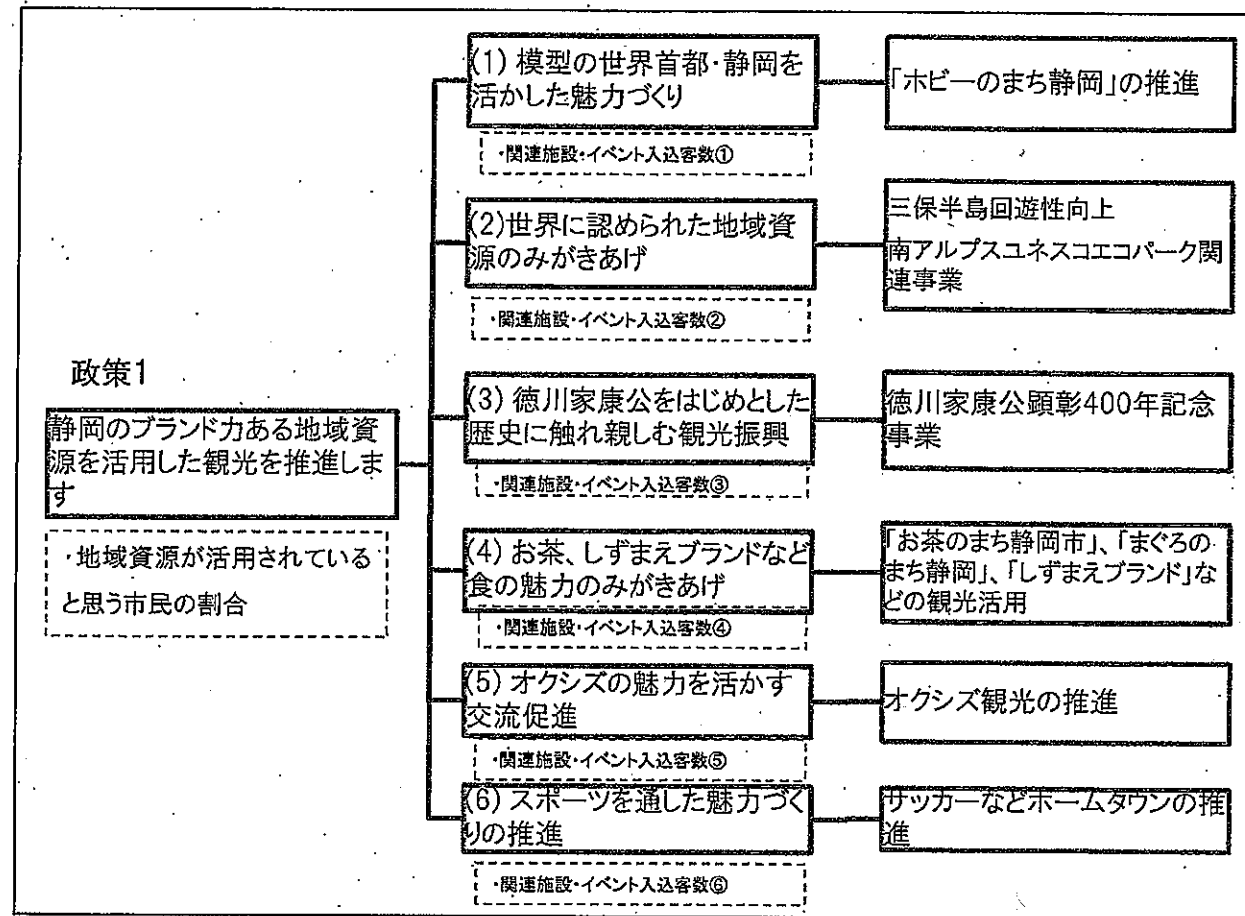 政策1
静岡のブランド力ある地域資
源を活用した観光を推進しま
す
・地域資源が活用されている
と思う市民の割合
(1) 模型の世界首都・静岡を
活かした魅力づくり
・関連施設・イベント入込客数①
「ホビーのまち静岡」の推進
(2)世界に認められた地域資
源のみがきあげ
・関連施設・イベント入込客数②
三保半島回遊性向上
南アルプスユネスコエコパーク関
連事業
(3) 徳川家康公をはじめとした
歴史に触れ親しむ観光振興
・関連施設・イベント入込客数③
徳川家康公顕彰400年記念
事業
(4) お茶、しずまえブランドなど
食の魅力のみがきあげ
・関連施設・イベント入込客数④
「お茶のまち静岡市」、「まぐろの
まち静岡」、「しずまえブランド」な
どの観光活用
(5) オクシズの魅力を活かす
交流促進
・関連施設・イベント入込客数⑤
オクシズ観光の推進
(6) スポーツを通した魅力づく
りの推進
・関連施設・イベント入込客数⑥
サッカーなどホームタウンの推
進